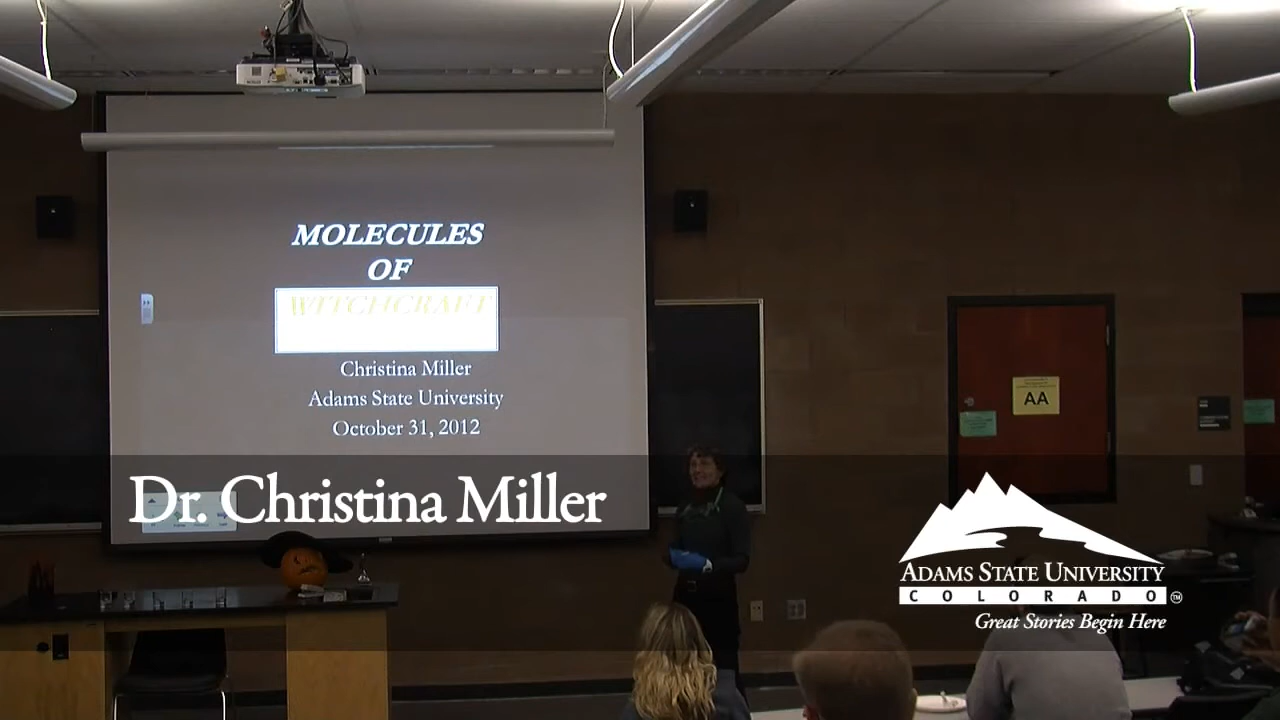 MOLECULES
OF
WITCHCRAFT
Christina Miller
Adams State University
October 31, 2012
AA
Dr. Christina Miller
ADAMS STATE UNIVERSITY
COLORADO TM
Great Stories Begin Here